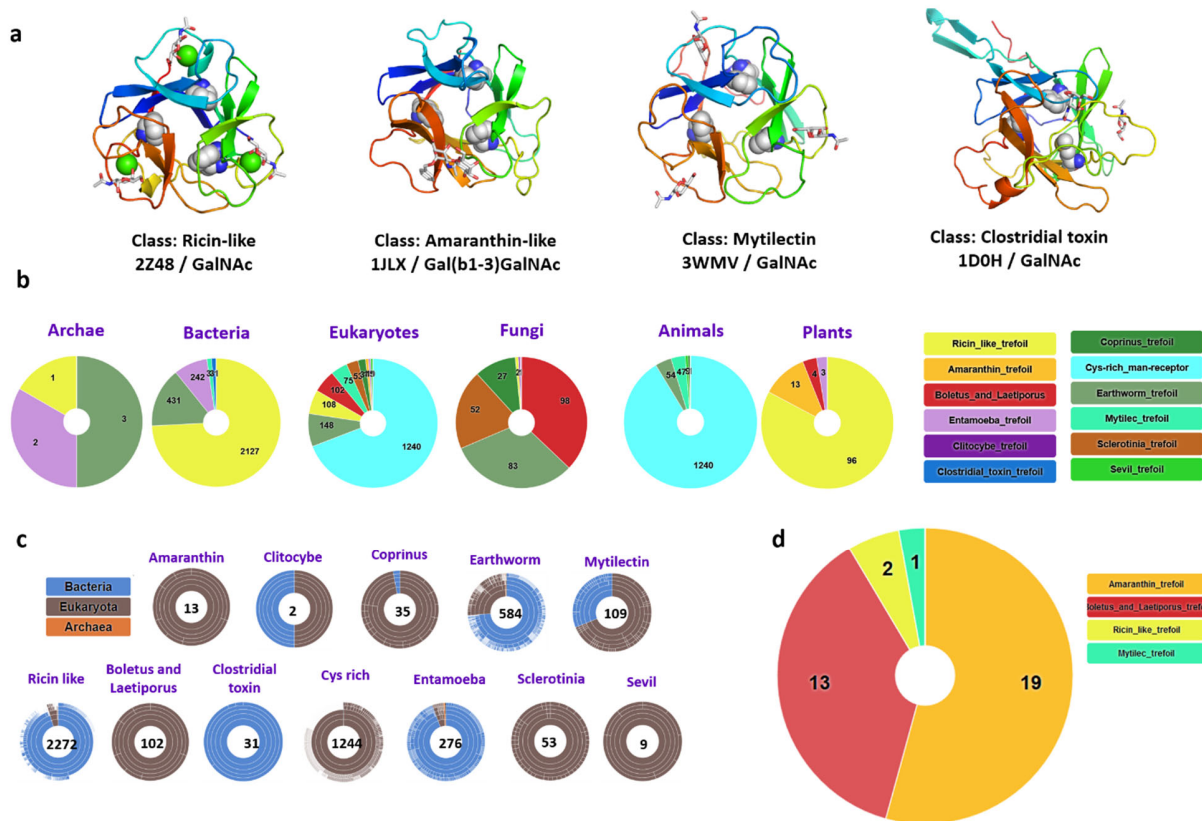 a
Class: Ricin-like
2Z48 / GalNAc
Class: Amaranthin-like
1JLX / Gal(b1-3)GalNAc
Class: Mytilectin
3WMV / GalNAc
Class: Clostridial toxin
1D0H / GalNAc
b
Archae
1
2
3
Bacteria
242
431
2127
Eukaryotes
75
102
108
148
1240
Fungi
27
52
98
83
Animals
54
47
1240
Plants
13
4
3
96
Ricin_like_trefoil
Amaranthin_trefoil
Boletus_and_Laetiporus
Entamoeba_trefoil
Clitocybe_trefoil
Clostridial_toxin_trefoil
Coprinus_trefoil
Cys-rich_man-receptor
Earthworm_trefoil
Mytilec_trefoil
Sclerotinia_trefoil
Sevil_trefoil
c
Bacteria
Eukaryota
Archaea
Amaranthin
13
Clitocybe
2
Coprinus
35
Earthworm
584
Mytilectin
109
Ricin like
2272
Boletus and
Laetiporus
102
Clostridial
toxin
31
Cys rich
1244
Entamoeba
276
Sclerotinia
53
Sevil
9
d
1
2
13
19
Amaranthin_trefoil
Boletus_and_Laetiporus_tref
Ricin_like_trefoil
Mytilec_trefoil